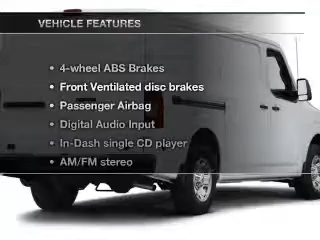 VEHICLE FEATURES
• 4-wheel ABS Brakes
• Front Ventilated disc brakes
• Passenger Airbag
• Digital Audio Input
• In-Dash single CD player
• AM/FM stereo